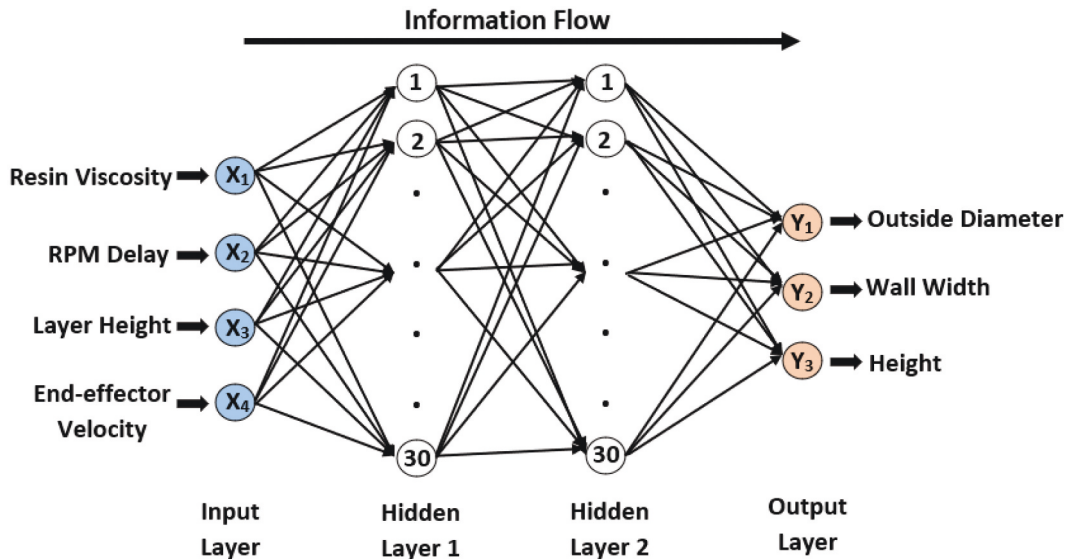 Information Flow
Resin Viscosity
RPM Delay
Layer Height
End-effector
Velocity
X1
X2
X3
X4
1
2
30
1
2
30
Y1
Y2
Y3
Outside Diameter
Wall Width
Height
Input
Layer
Hidden
Layer 1
Hidden
Layer 2
Output
Layer